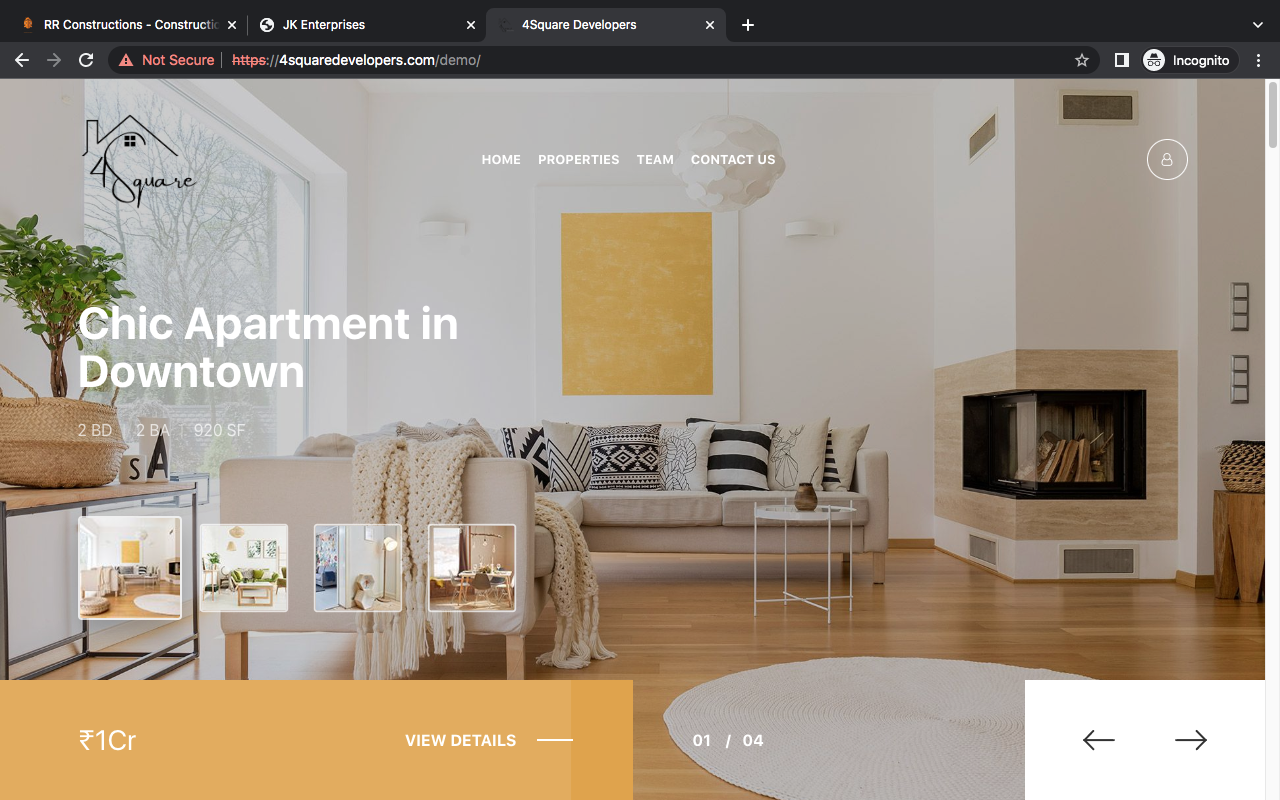 RR Constructions - Constructio
JK Enterprises
4Square Developers
Not Secure
https://4squaredevelopers.com/demo/
Incognito
4Square
HOME PROPERTIES TEAM CONTACT US
Chic Apartment in
Downtown
2 BD | 2 BA | 920 SF
S A
₹1Cr
VIEW DETAILS
01 / 04